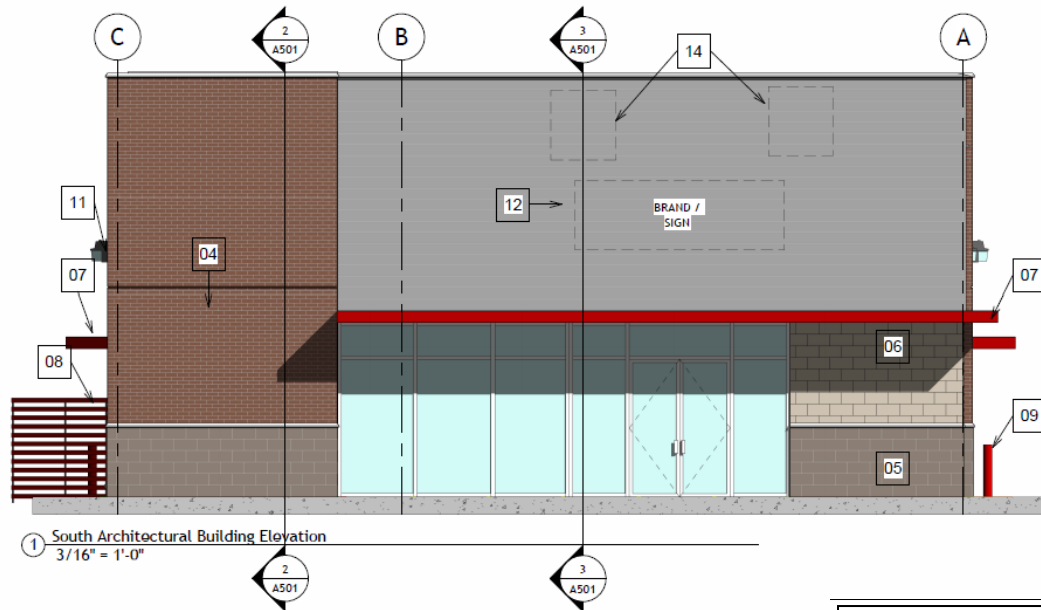 C
2
A501
B
3
A501
A
14
12
BRAND /
SIGN
11
04
07
07
06
08
09
05
1
South Architectural Building Elevation
3/16" = 1'-0"
2
A501
3
A501